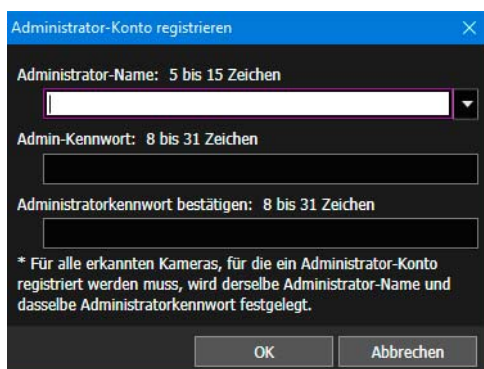 Administrator-Konto registrieren
Administrator-Name: 5 bis 15 Zeichen
Admin-Kennwort: 8 bis 31 Zeichen
Administratorkennwort bestätigen: 8 bis 31 Zeichen
* Für alle erkannten Kameras, für die ein Administrator-Konto
registriert werden muss, wird derselbe Administrator-Name und
dasselbe Administratorkennwort festgelegt.
OK Abbrechen